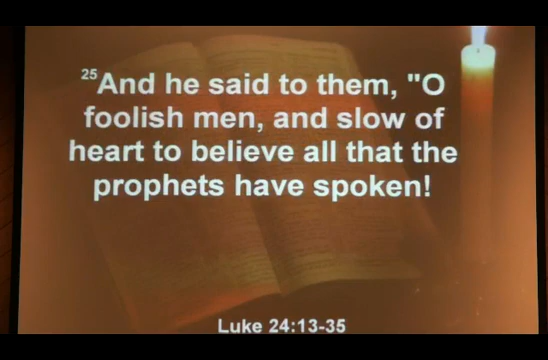 25And he said to them, "O
foolish men, and slow of
heart to believe all that the
prophets have spoken!
Luke 24:13-35